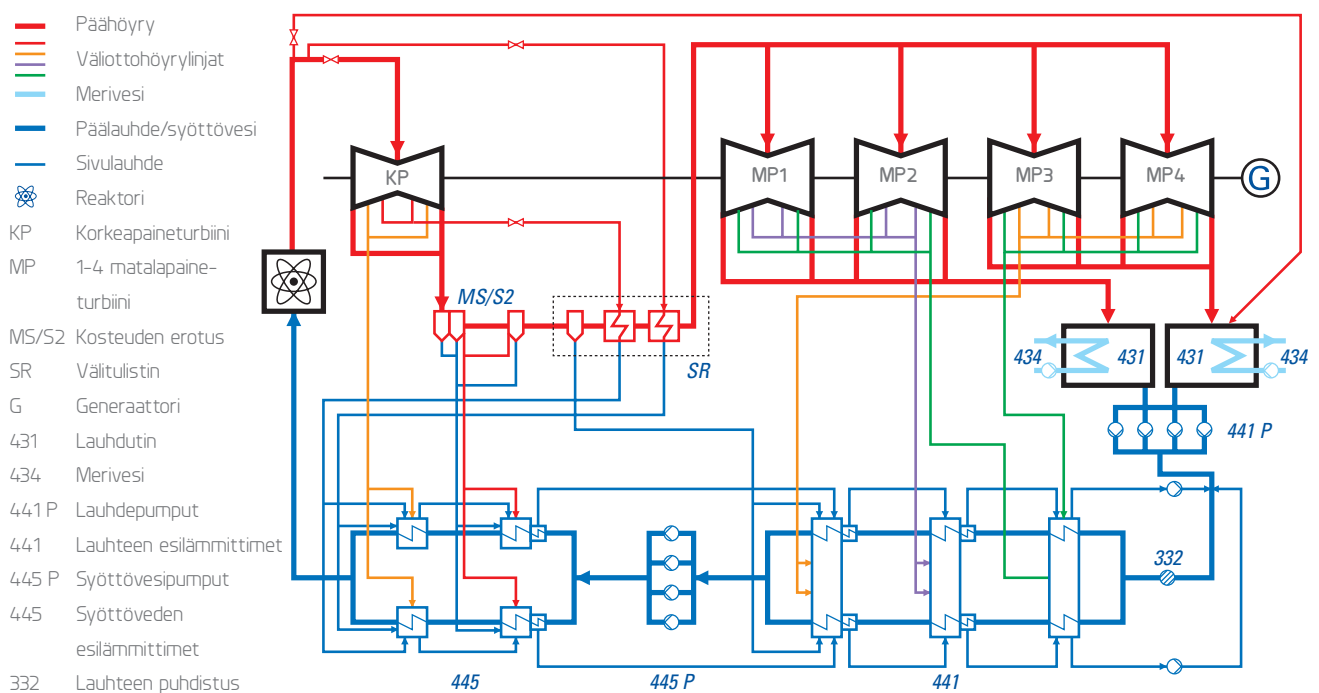 Päähöyry
Väliottohöyrylinjat
Merivesi
Päälauhde/syöttövesi
Sivulauhde
Reaktori
KP Korkeapaineturbiini
MP 1-4 matalapaine-
turbiini
MS/S2 Kosteuden erotus
SR Välitulistin
G Generaattori
431 Lauhdutin
434 Merivesi
441 P Lauhdepumput
441 Lauhteen esilämmittimet
445 P Syöttövesipumput
445 Syöttöveden
esilämmittimet
332 Lauhteen puhdistus
KP
MP1
MP2
MP3
MP4
G
MS/S2
SR
434
431
431
434
441 P
332
445
445 P
441